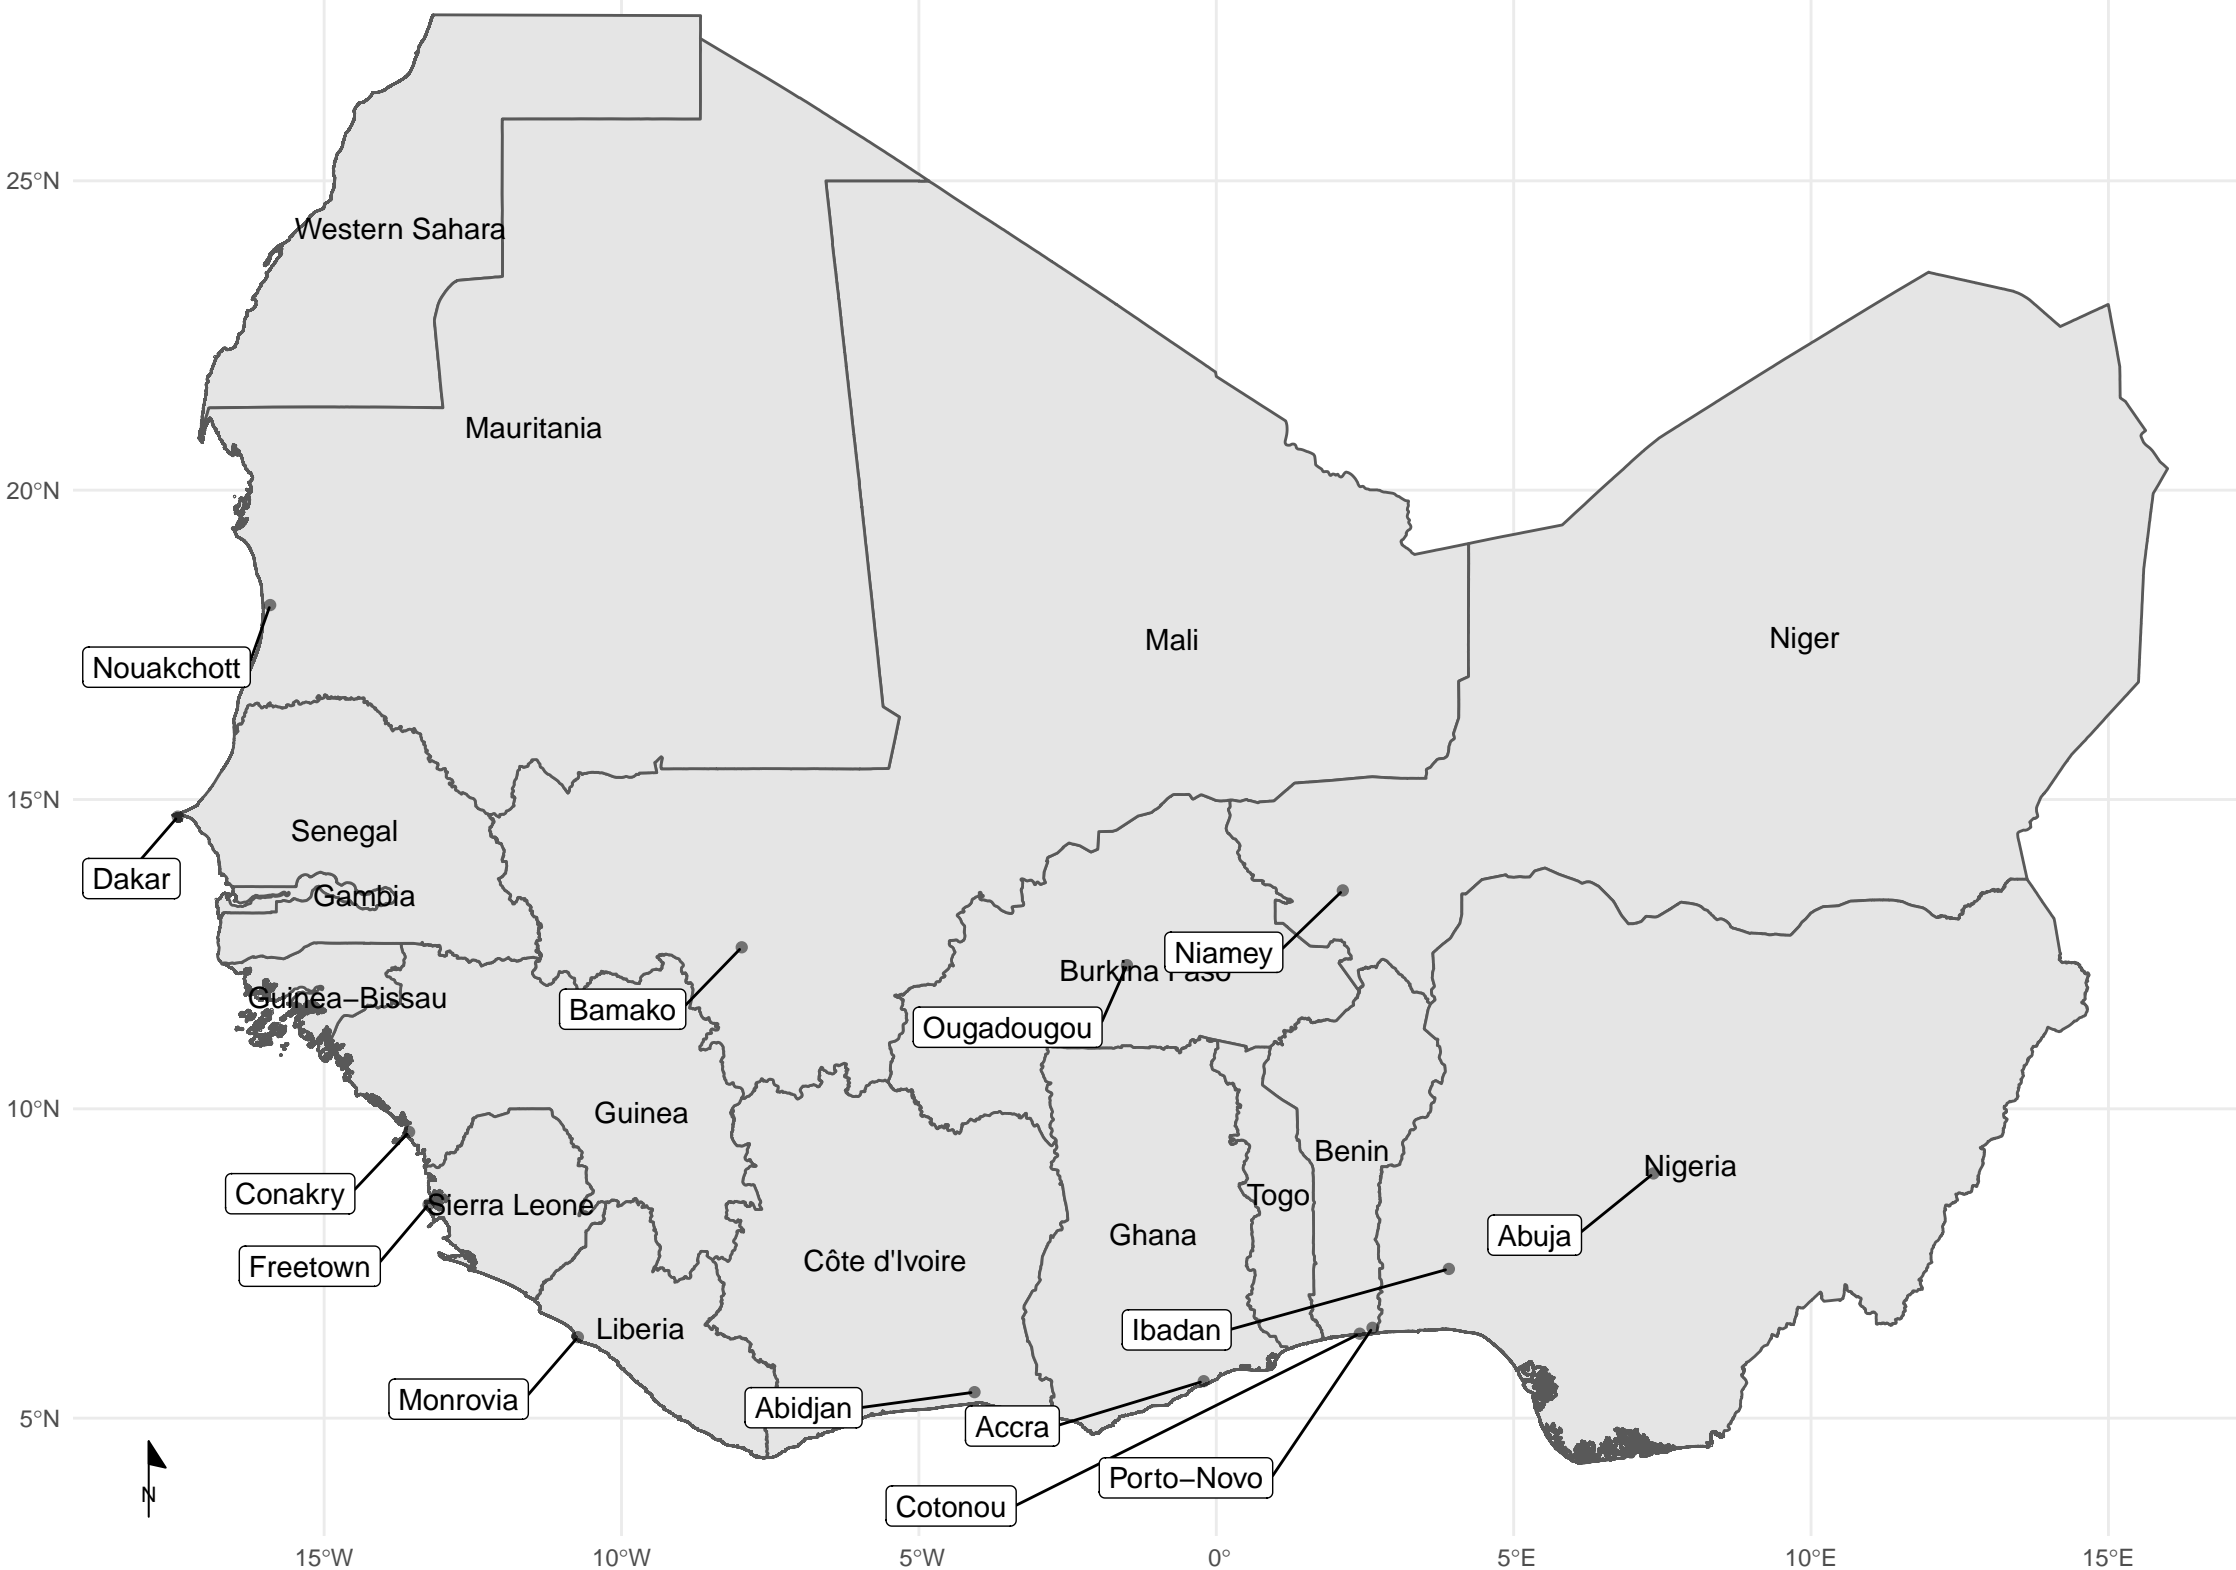 25°N
Western Sahara
Mauritania
20°N
Mali
Niger
Nouakchott
15°N
Senegal
Dakar
Gambia
Niamey
Burkina Faso
Guinea–Bissau
Bamako
Ougadougou
10°N
Guinea
Benin
Nigeria
Conakry
Togo
Sierra Leone
Ghana
Abuja
Côte d'Ivoire
Freetown
Liberia
Ibadan
Monrovia
Abidjan
5°N
Accra
Porto–Novo
N
Cotonou
15°W 10°W 5°W 0° 5°E 10°E 15°E